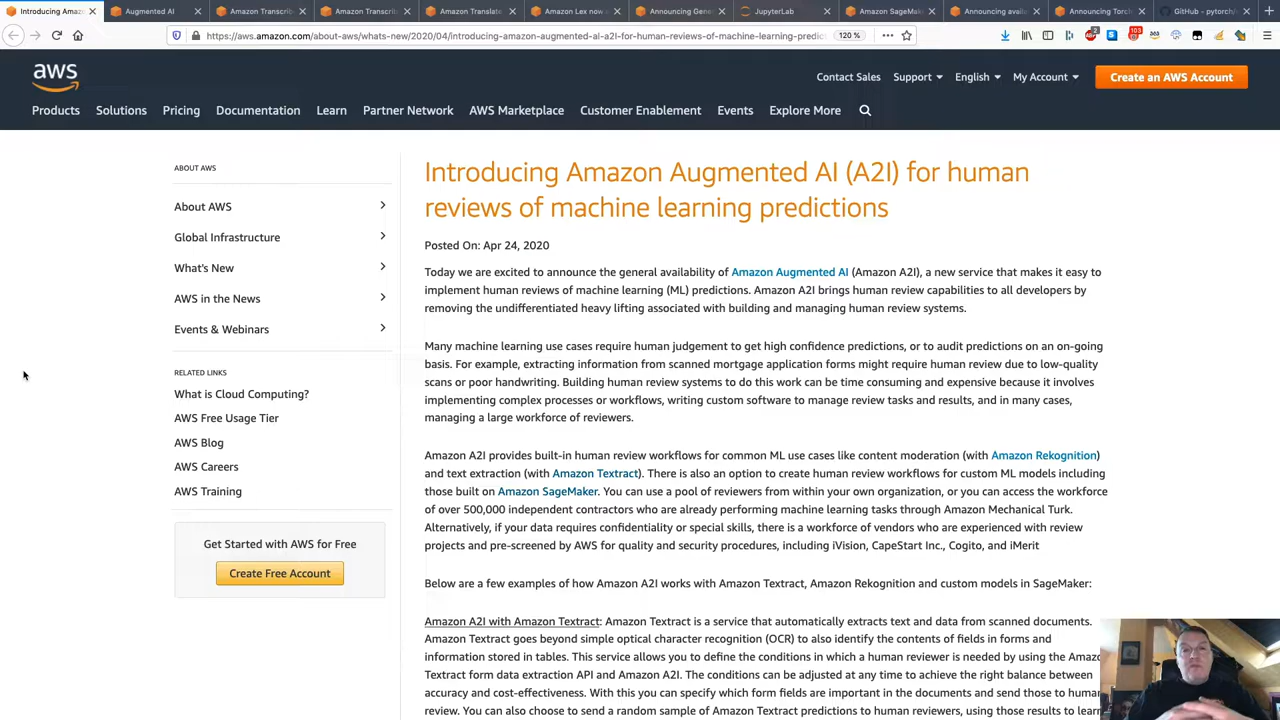 Introducing Amaz
Augmented AI
Amazon Transcrib
Amazon Transcrib
Amazon Translate
Amazon Lex now
Announcing Gene
JupyterLab
Amazon SageMake
Announcing availa
Announcing Torch
GitHub - pytorch/s
https://aws.amazon.com/about-aws/whats-new/2020/04/introducing-amazon-augmented-ai-a2i-for-human-reviews-of-machine-learning-predic
120 %
2
103
aws
Contact Sales
Support
English
My Account
Create an AWS Account
Products
Solutions
Pricing
Documentation
Learn
Partner Network
AWS Marketplace
Customer Enablement
Events
Explore More
ABOUT AWS
About AWS
Global Infrastructure
What's New
AWS in the News
Events & Webinars
RELATED LINKS
What is Cloud Computing?
AWS Free Usage Tier
AWS Blog
AWS Careers
AWS Training
Get Started with AWS for Free
Create Free Account
Introducing Amazon Augmented AI (A2I) for human
reviews of machine learning predictions
Posted On: Apr 24, 2020
Today we are excited to announce the general availability of Amazon Augmented AI (Amazon A2I), a new service that makes it easy to
implement human reviews of machine learning (ML) predictions. Amazon A2I brings human review capabilities to all developers by
removing the undifferentiated heavy lifting associated with building and managing human review systems.
Many machine learning use cases require human judgement to get high confidence predictions, or to audit predictions on an on-going
basis. For example, extracting information from scanned mortgage application forms might require human review due to low-quality
scans or poor handwriting. Building human review systems to do this work can be time consuming and expensive because it involves
implementing complex processes or workflows, writing custom software to manage review tasks and results, and in many cases,
managing a large workforce of reviewers.
Amazon A2I provides built-in human review workflows for common ML use cases like content moderation (with Amazon Rekognition)
and text extraction (with Amazon Textract). There is also an option to create human review workflows for custom ML models including
those built on Amazon SageMaker. You can use a pool of reviewers from within your own organization, or you can access the workforce
of over 500,000 independent contractors who are already performing machine learning tasks through Amazon Mechanical Turk.
Alternatively, if your data requires confidentiality or special skills, there is a workforce of vendors who are experienced with review
projects and pre-screened by AWS for quality and security procedures, including iVision, CapeStart Inc., Cogito, and iMerit
Below are a few examples of how Amazon A2I works with Amazon Textract, Amazon Rekognition and custom models in SageMaker:
Amazon A2I with Amazon Textract: Amazon Textract is a service that automatically extracts text and data from scanned documents.
Amazon Textract goes beyond simple optical character recognition (OCR) to also identify the contents of fields in forms and
information stored in tables. This service allows you to define the conditions in which a human reviewer is needed by using the Amazo
Textract form data extraction API and Amazon A2I. The conditions can be adjusted at any time to achieve the right balance between
accuracy and cost-effectiveness. With this you can specify which form fields are important in the documents and send those to huma
review. You can also choose to send a random sample of Amazon Textract predictions to human reviewers, using those results to lear